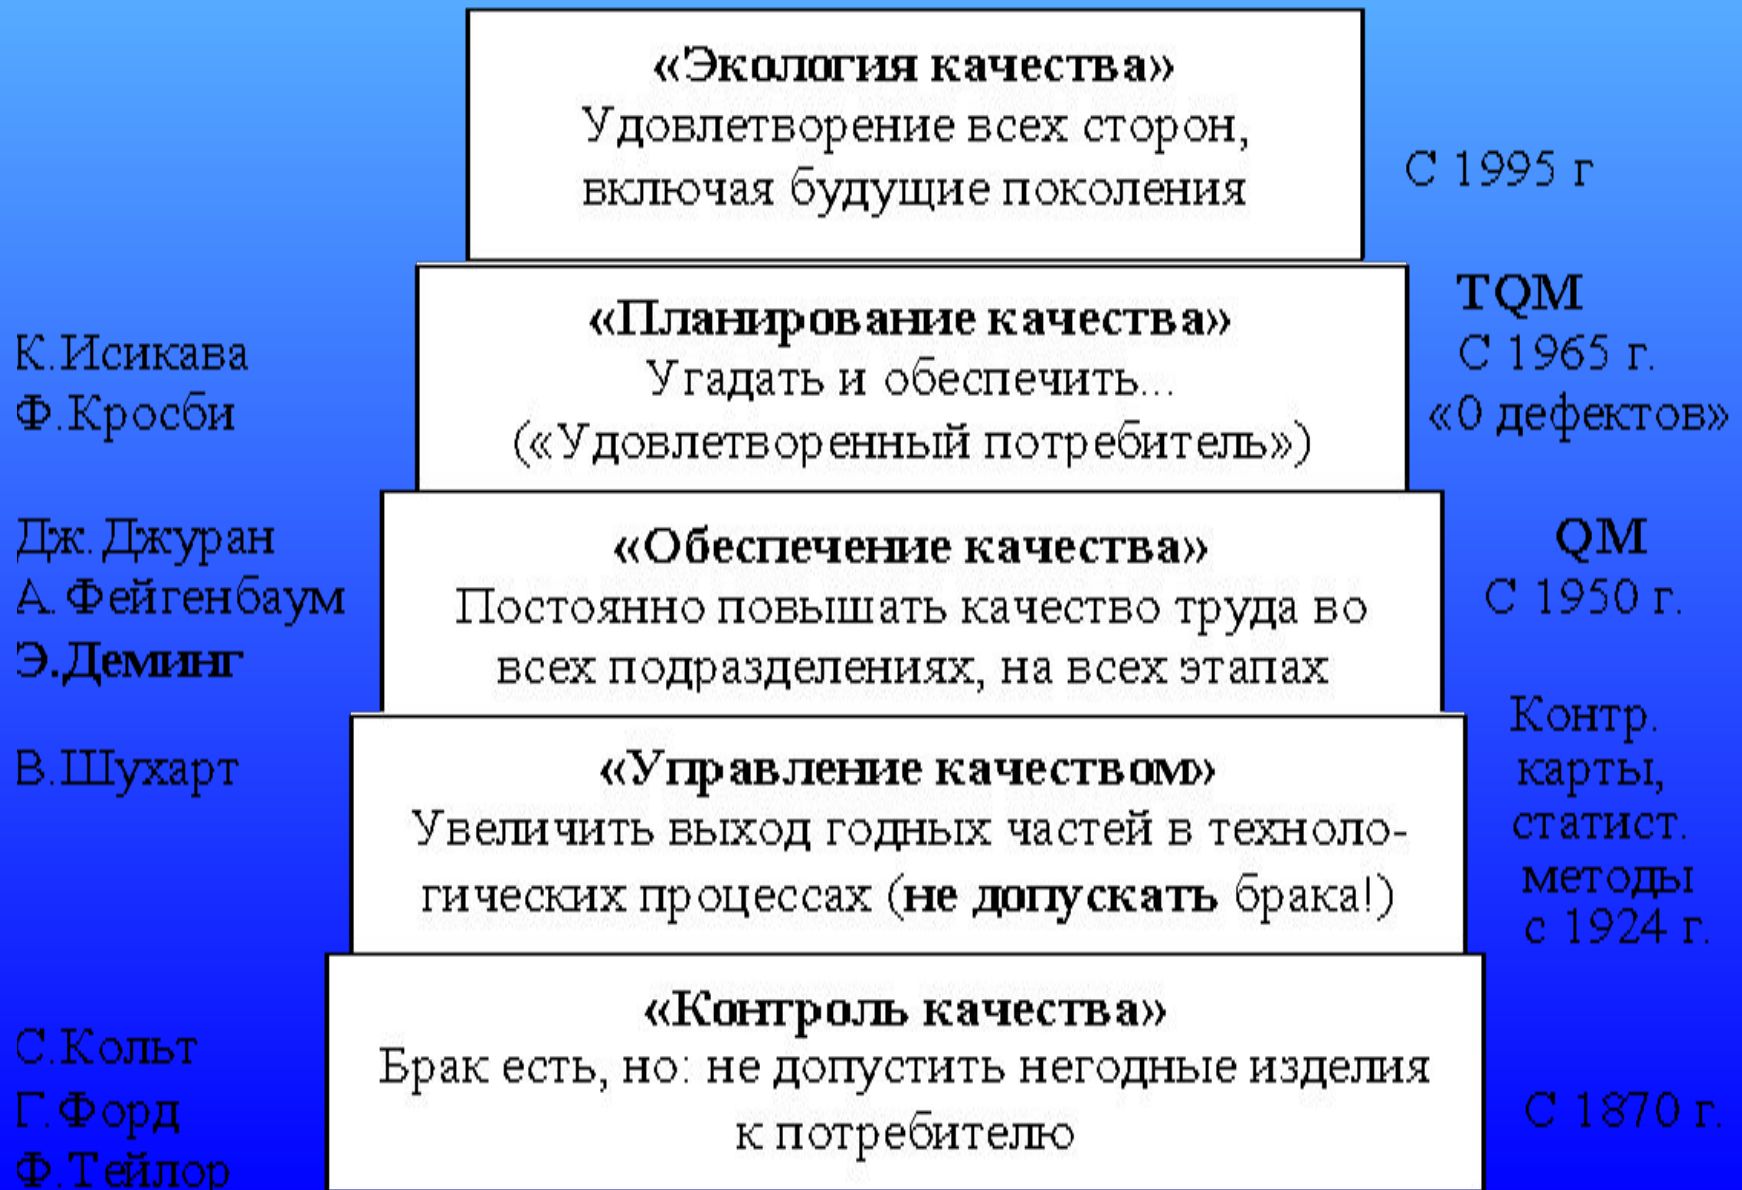 «Экология качества»
Удовлетворение всех сторон,
включая будущие поколения
С 1995 г
К.Исикава
Ф.Кросби
«Планирование качества»
Угадать и обеспечить...
(«Удовлетворенный потребитель»)
TQM
С 1965 г.
«0 дефектов»
Дж. Джуран
А. Фейгенбаум
Э.Деминг
«Обеспечение качества»
Постоянно повышать качество труда во
всех подразделениях, на всех этапах
QM
С 1950 г.
В.Шухарт
«Управление качеством»
Увеличить выход годных частей в техноло-
гических процессах (не допускать брака!)
Контр.
карты,
статист.
методы
с 1924 г.
С.Кольт
Г.Форд
Ф.Тейлор
«Контроль качества»
Брак есть, но: не допустить негодные изделия
к потребителю
С 1870 г.